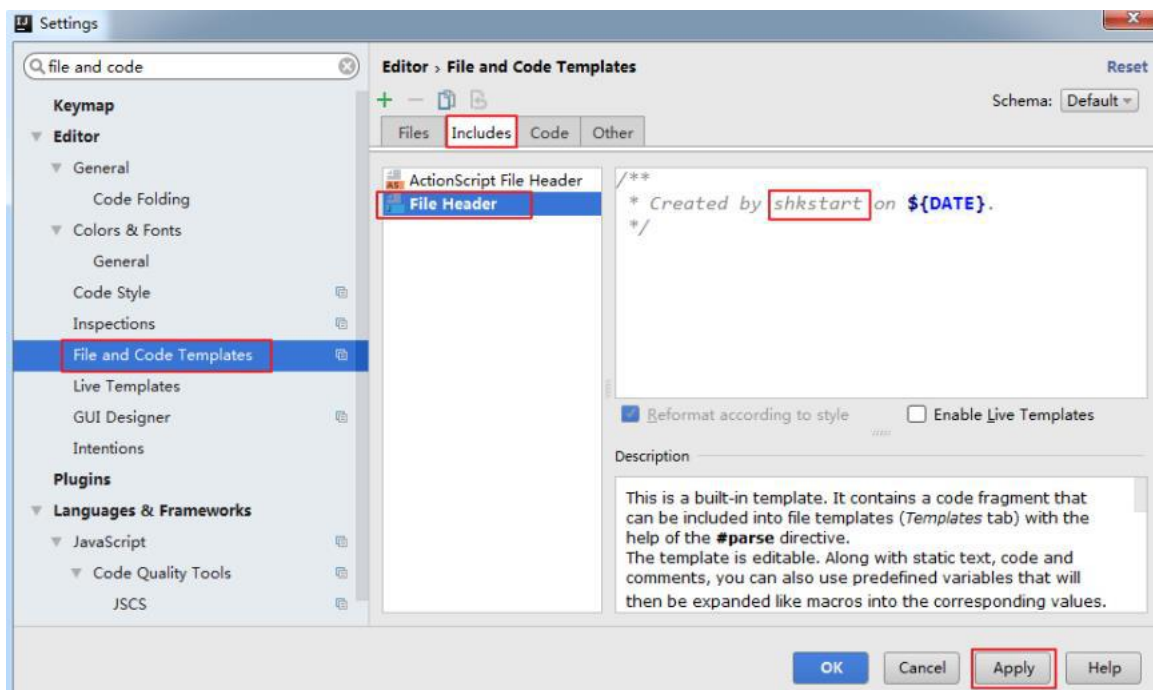 Settings
file and code
Keymap
Editor
General
Code Folding
Colors & Fonts
General
Code Style
Inspections
File and Code Templates
Live Templates
GUI Designer
Intentions
Plugins
Languages & Frameworks
JavaScript
Code Quality Tools
JSCS
Editor › File and Code Templates
Reset
Schema: Default
Files Includes Code Other
ActionScript File Header
File Header
/**
* Created by shkstart on ${DATE}.
*/
Reformat according to style
Enable Live Templates
Description
This is a built-in template. It contains a code fragment that
can be included into file templates (Templates tab) with the
help of the #parse directive.
The template is editable. Along with static text, code and
comments, you can also use predefined variables that will
then be expanded like macros into the corresponding values.
OK Cancel Apply Help